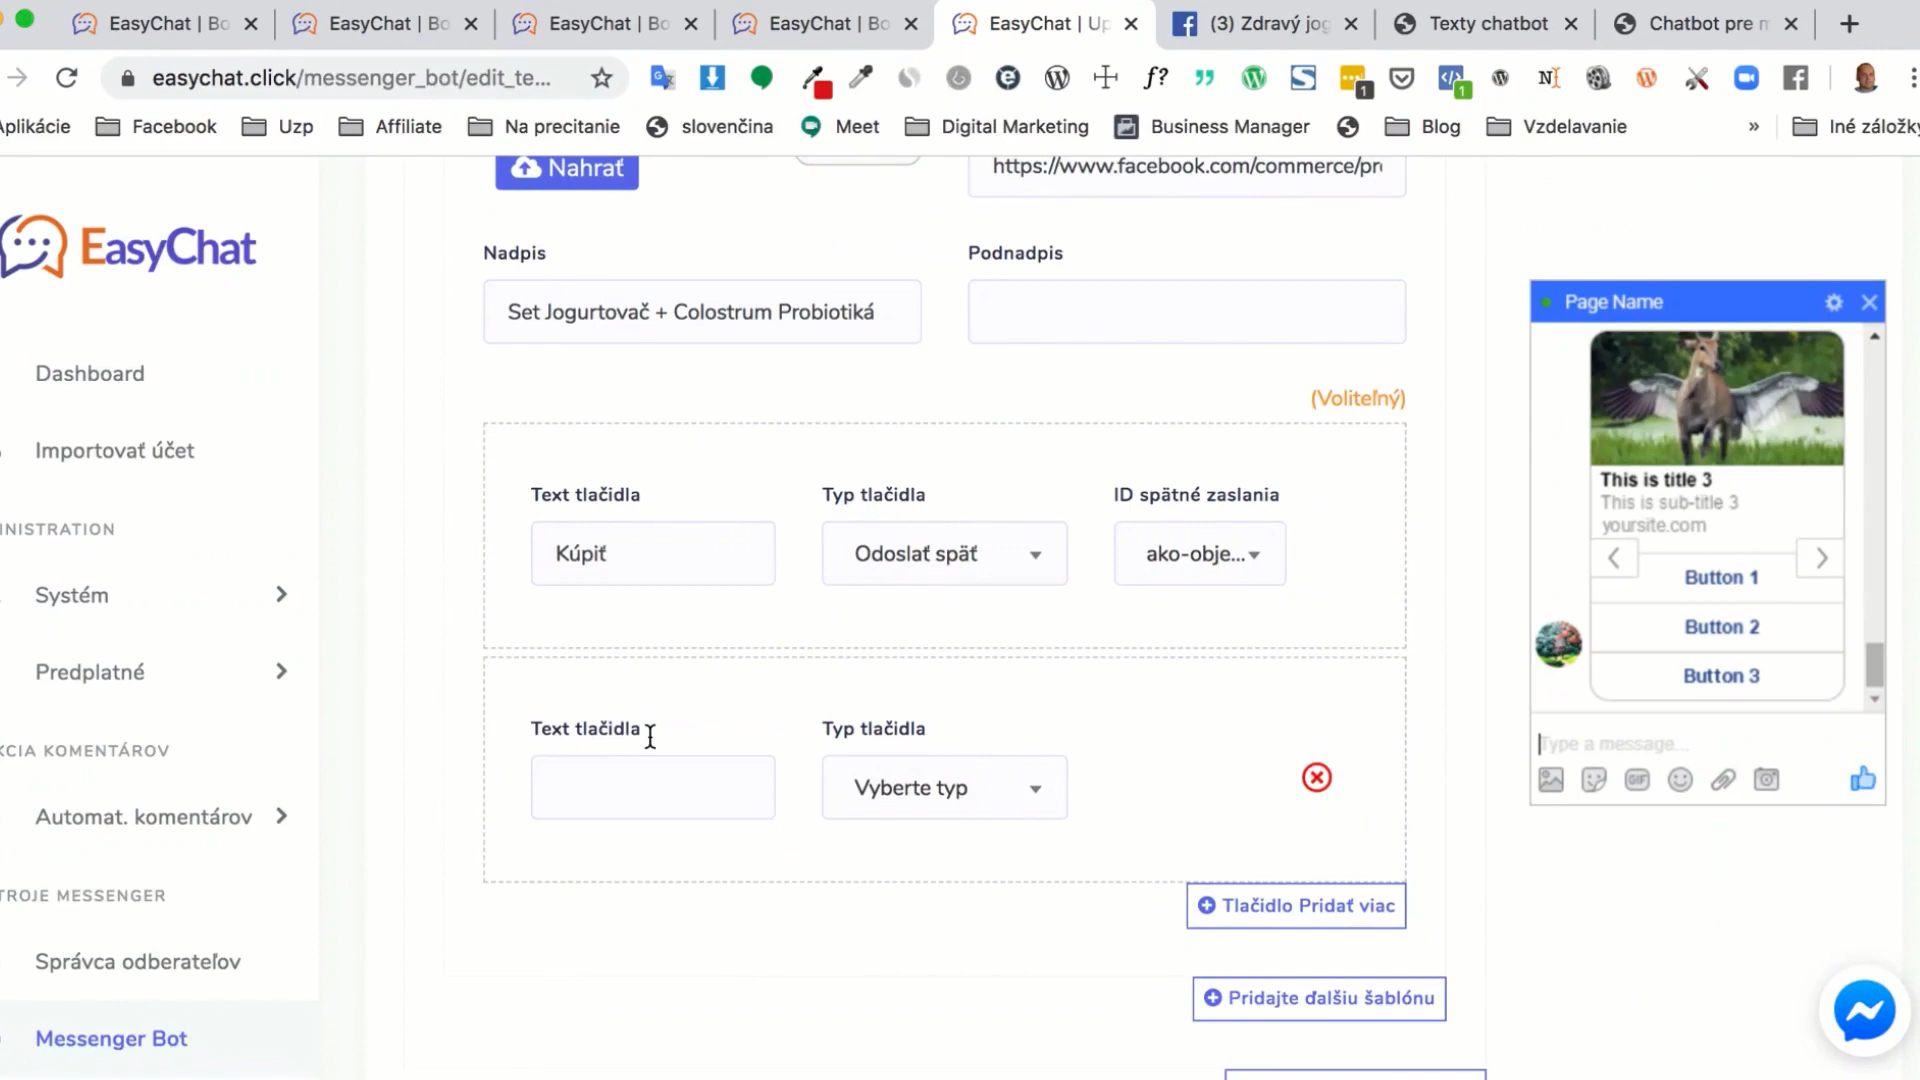 EasyChat | Bo
EasyChat | Bo
EasyChat | Bo
EasyChat | Bo
EasyChat | Up
(3) Zdravý jog
Texty chatbot
Chatbot pre m
easychat.click/messenger_bot/edit_te...
1
1
plikácie
Facebook
Uzp
Affiliate
Na precitanie
slovenčina
Meet
Digital Marketing
Business Manager
Blog
Vzdelavanie
»
Iné záložky
EasyChat
Dashboard
Importovať účet
INISTRATION
Systém
Predplatné
KCIA KOMENTÁROV
Automat. komentárov
TROJE MESSENGER
Správca odberateľov
Messenger Bot
Nahrať
https://www.facebook.com/commerce/pr
Nadpis
Podnadpis
Set Jogurtovač + Colostrum Probiotiká
(Voliteľný)
Text tlačidla
Typ tlačidla
ID spätné zaslania
Kúpiť
Odoslať späť
ako-obje...
Text tlačidla
Typ tlačidla
Vyberte typ
Tlačidlo Pridať viac
Pridajte ďalšiu šablónu
Page Name
This is title 3
This is sub-title 3
yoursite.com
Button 1
Button 2
Button 3
Type a message...
GIF